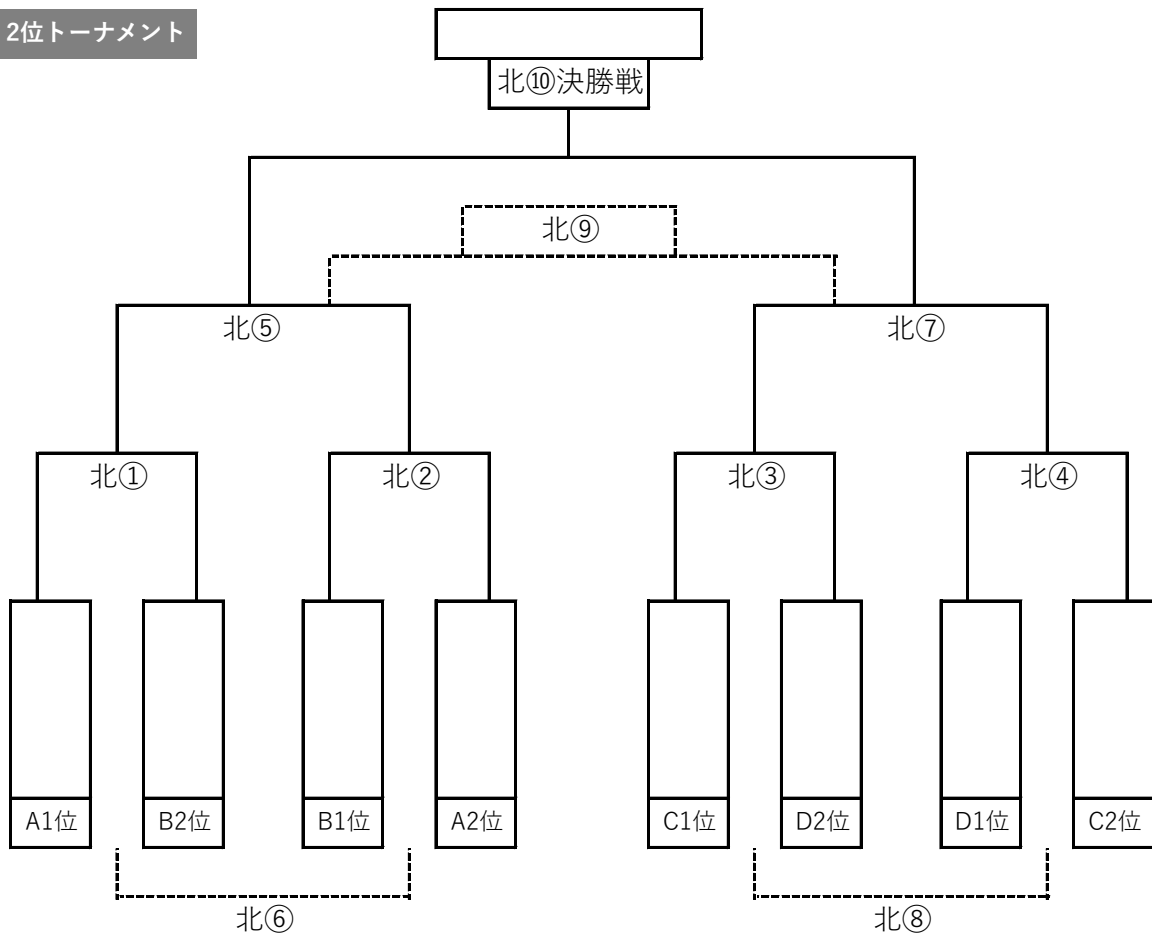 2位トーナメント
北⑩決勝戦
北⑨
北⑤
北⑦
北①
北②
北③
北④
A1位
B2位
B1位
A2位
C1位
D2位
D1位
C2位
北⑥
北⑧